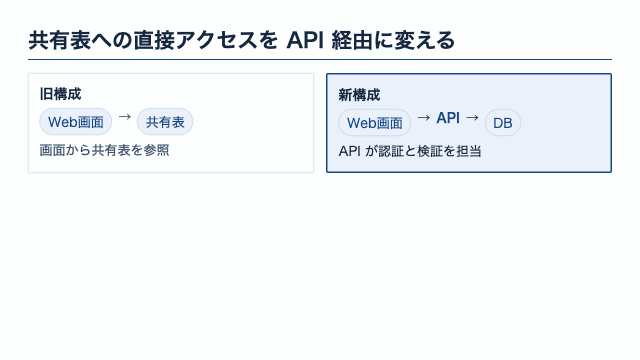 共有表への直接アクセスを API 経由に変える
旧構成
Web画面 → 共有表
画面から共有表を参照
新構成
Web画面 → API → DB
API が認証と検証を担当